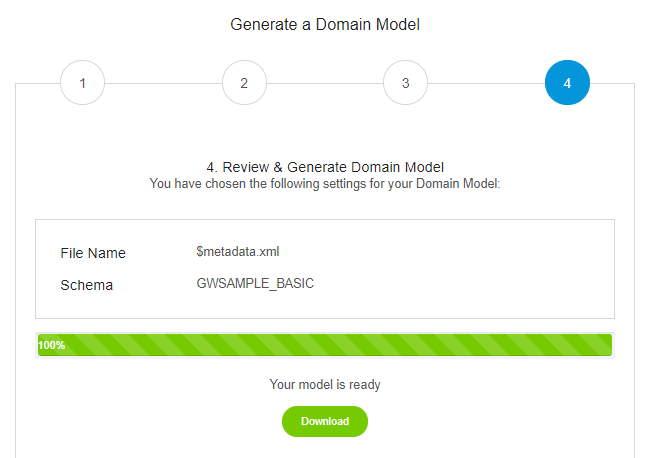 Generate a Domain Model
1
2
3
4
4. Review & Generate Domain Model
You have chosen the following settings for your Domain Model:
File Name
$metadata.xml
Schema
GWSAMPLE_BASIC
100%
Your model is ready
Download